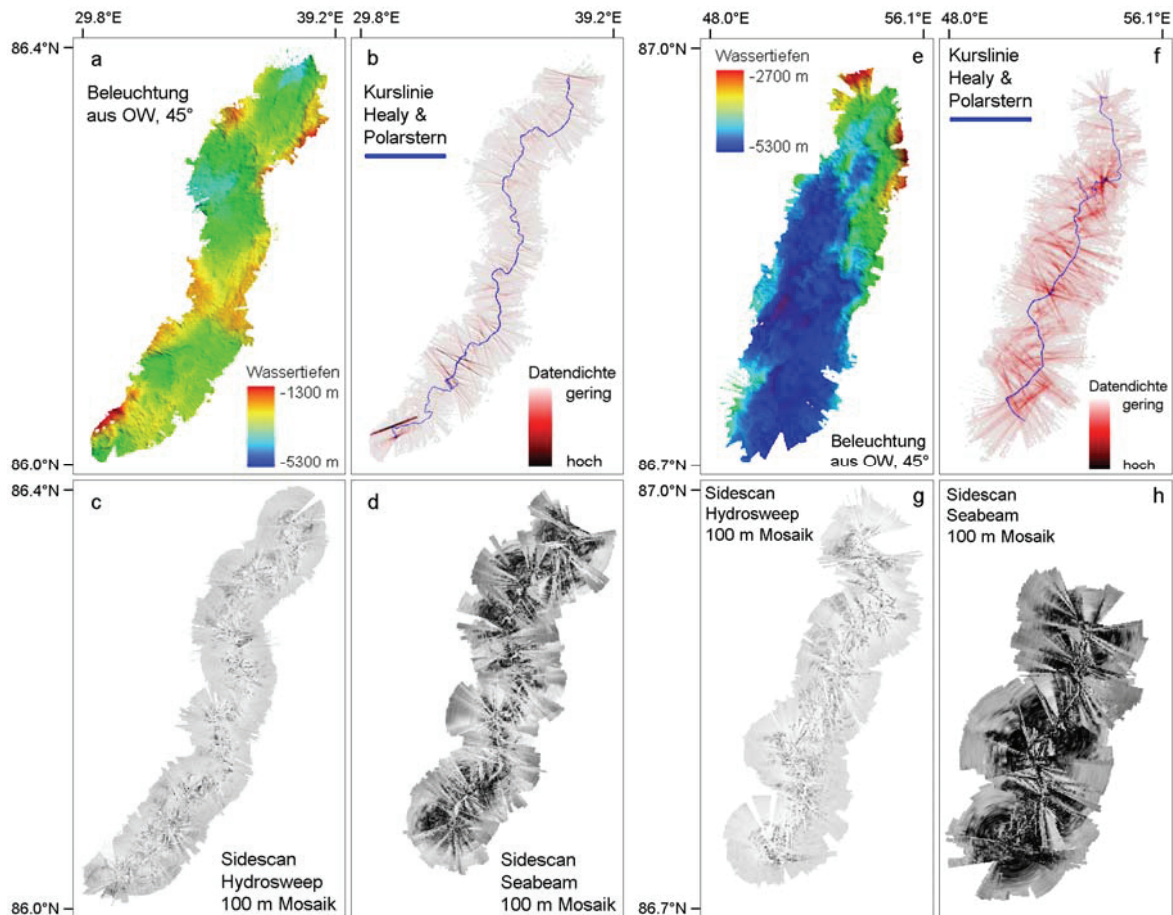 29.8°E 39.2°E 29.8°E 39.2°E 48.0°E 56.1°E 48.0°E 56.1°E
86.4°N
a
Beleuchtung
aus OW, 45°
Wassertiefen
-1300 m
-5300 m
86.0°N
b
Kurslinie
Healy &
Polarstern
Datendichte
gering
hoch
87.0°N
Wassertiefen
-2700 m
-5300 m
e
Beleuchtung
aus OW, 45°
86.7°N
f
Kurslinie
Healy &
Polarstern
Datendichte
gering
hoch
86.4°N
c
Sidescan
Hydrosweep
100 m Mosaik
86.0°N
d
Sidescan
Seabeam
100 m Mosaik
87.0°N
Sidescan
Hydrosweep
100 m Mosaik
g
86.7°N
Sidescan
Seabeam
100 m Mosaik
h